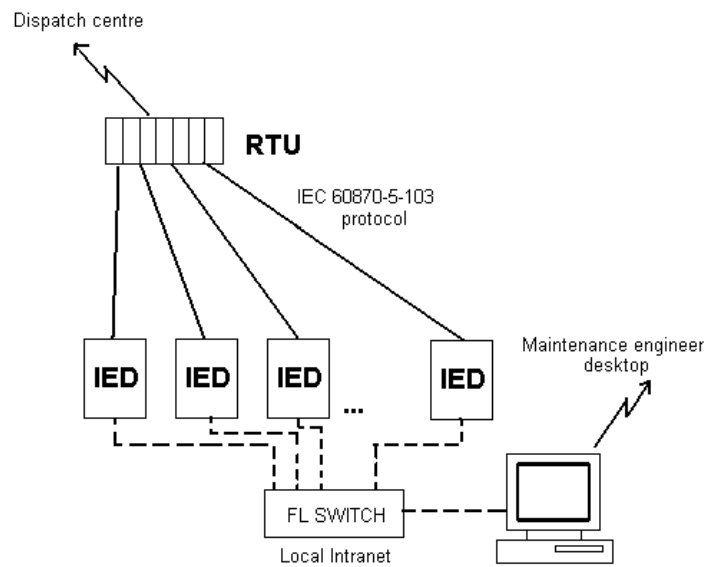 Dispatch centre
RTU
IEC 60870-5-103
protocol
IED
IED
IED
...
IED
Maintenance engineer
desktop
FL SWITCH
Local Intranet